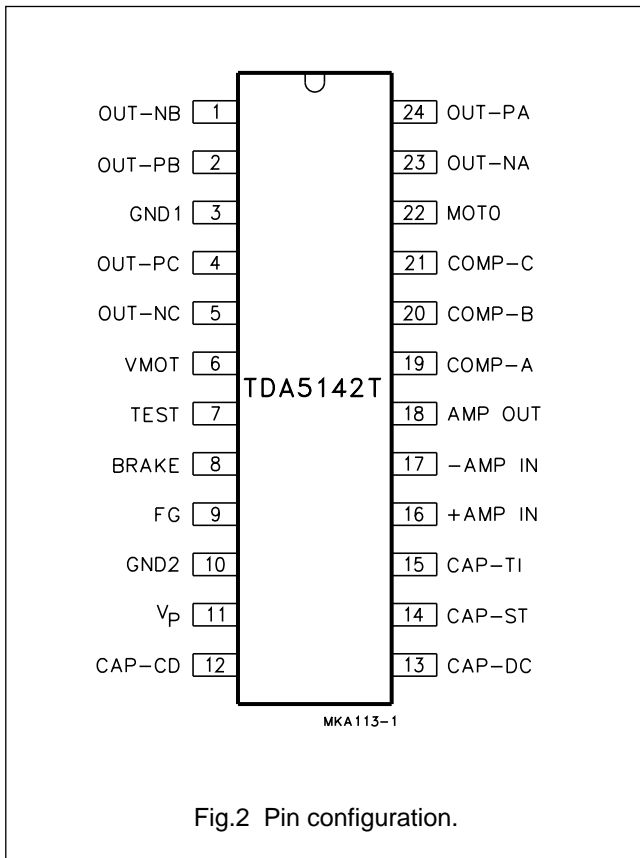 OUT-NB 1 24 OUT-PA
OUT-PB 2 23 OUT-NA
GND1 3 22 MOT0
OUT-PC 4 21 COMP-C
OUT-NC 5 20 COMP-B
VMOT 6 19 COMP-A
TDA5142T
TEST 7 18 AMP OUT
BRAKE 8 17 -AMP IN
FG 9 16 +AMP IN
GND2 10 15 CAP-TI
VP 11 14 CAP-ST
CAP-CD 12 13 CAP-DC
MKA113-1
Fig.2 Pin configuration.